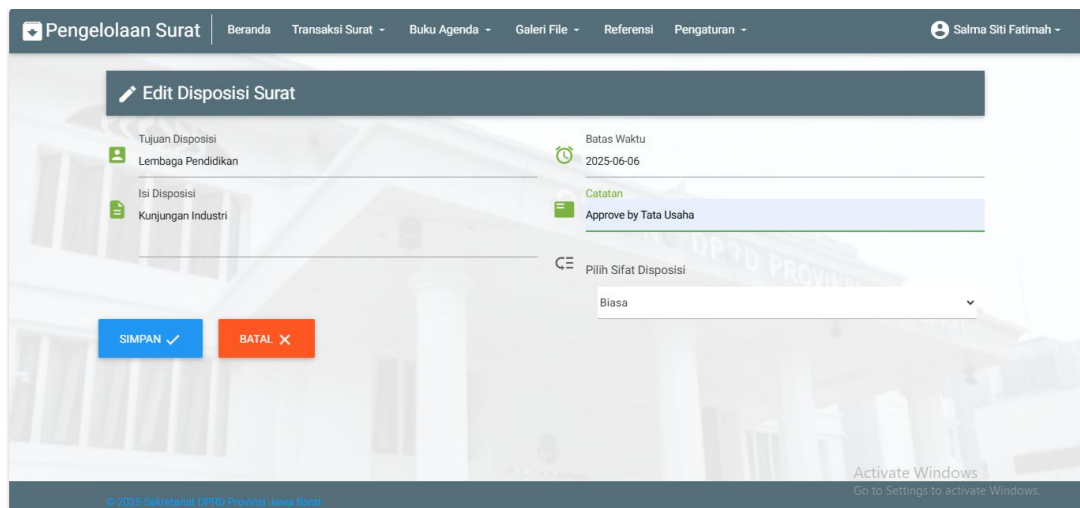 Pengelolaan Surat Beranda Transaksi Surat Buku Agenda Galeri File Referensi Pengaturan Salma Siti Fatimah
Edit Disposisi Surat
Tujuan Disposisi
Lembaga Pendidikan
Batas Waktu
2025-06-06
Isi Disposisi
Kunjungan Industri
Catatan
Approve by Tata Usaha
Pilih Sifat Disposisi
Biasa
SIMPAN
BATAL
DPRD
Activate Windows
Go to Settings to activate Windows.
© 2025 Sekretariat DPRD Provinsi Jawa Barat